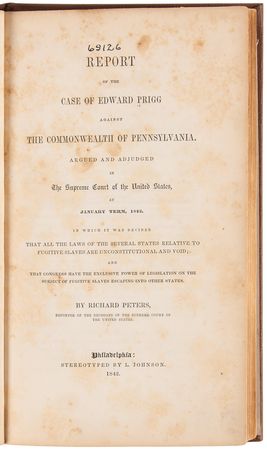 69126
REPORT
OF THE
CASE OF EDWARD PRIGG
AGAINST
THE COMMONWEALTH OF PENNSYLVANIA.
ARGUED AND ADJUDGED
IN
The Supreme Court of the United States,
AT
JANUARY TERM, 1842.
IN WHICH IT WAS DECIDED
THAT ALL THE LAWS OF THE SEVERAL STATES RELATIVE TO
FUGITIVE SLAVES ARE UNCONSTITUTIONAL AND VOID;
AND
THAT CONGRESS HAVE THE EXCLUSIVE POWER OF LEGISLATION ON THE
SUBJECT OF FUGITIVE SLAVES ESCAPING INTO OTHER STATES.
BY RICHARD PETERS,
REPORTER OF THE DECISIONS OF THE SUPREME COURT OF
THE UNITED STATES.
Philadelphia:
STEREOTYPED BY L. JOHNSON.
1842.